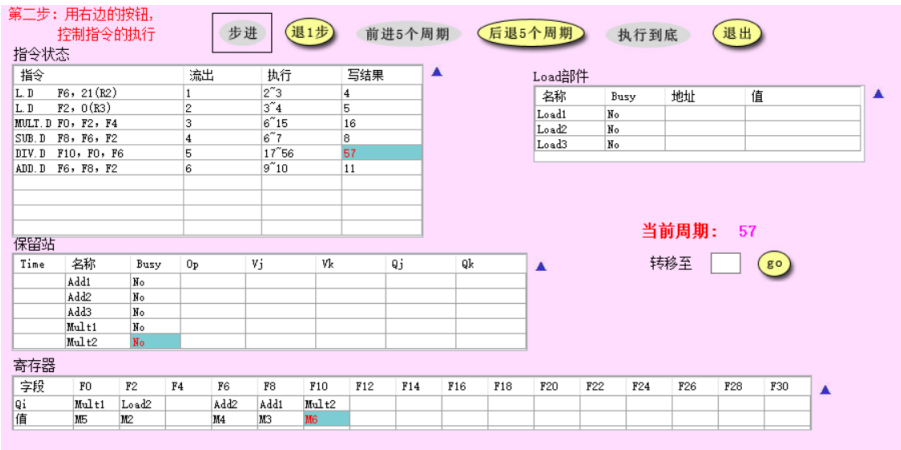 第二步：用右边的按钮，
控制指令的执行
步进 退1步 前进5个周期 后退5个周期 执行到底 退出
指令状态
指令 流出 执行 写结果
L.D F6, 21(R2) 1 2~3 4
L.D F2, 0(R3) 2 3~4 5
MULT.D F0, F2, F4 3 6~15 16
SUB.D F8, F6, F2 4 6~7 8
DIV.D F10, F0, F6 5 17~56 57
ADD.D F6, F8, F2 6 9~10 11
Load部件
名称 Busy 地址 值
Load1 No
Load2 No
Load3 No
当前周期： 57
转移至 go
保留站
Time 名称 Busy Op Vj Vk Qj Qk
Add1 No
Add2 No
Add3 No
Mult1 No
Mult2 No
寄存器
字段 F0 F2 F4 F6 F8 F10 F12 F14 F16 F18 F20 F22 F24 F26 F28 F30
Qi Mult1 Load2 Add2 Add1 Mult2
值 M5 M2 M4 M3 M6